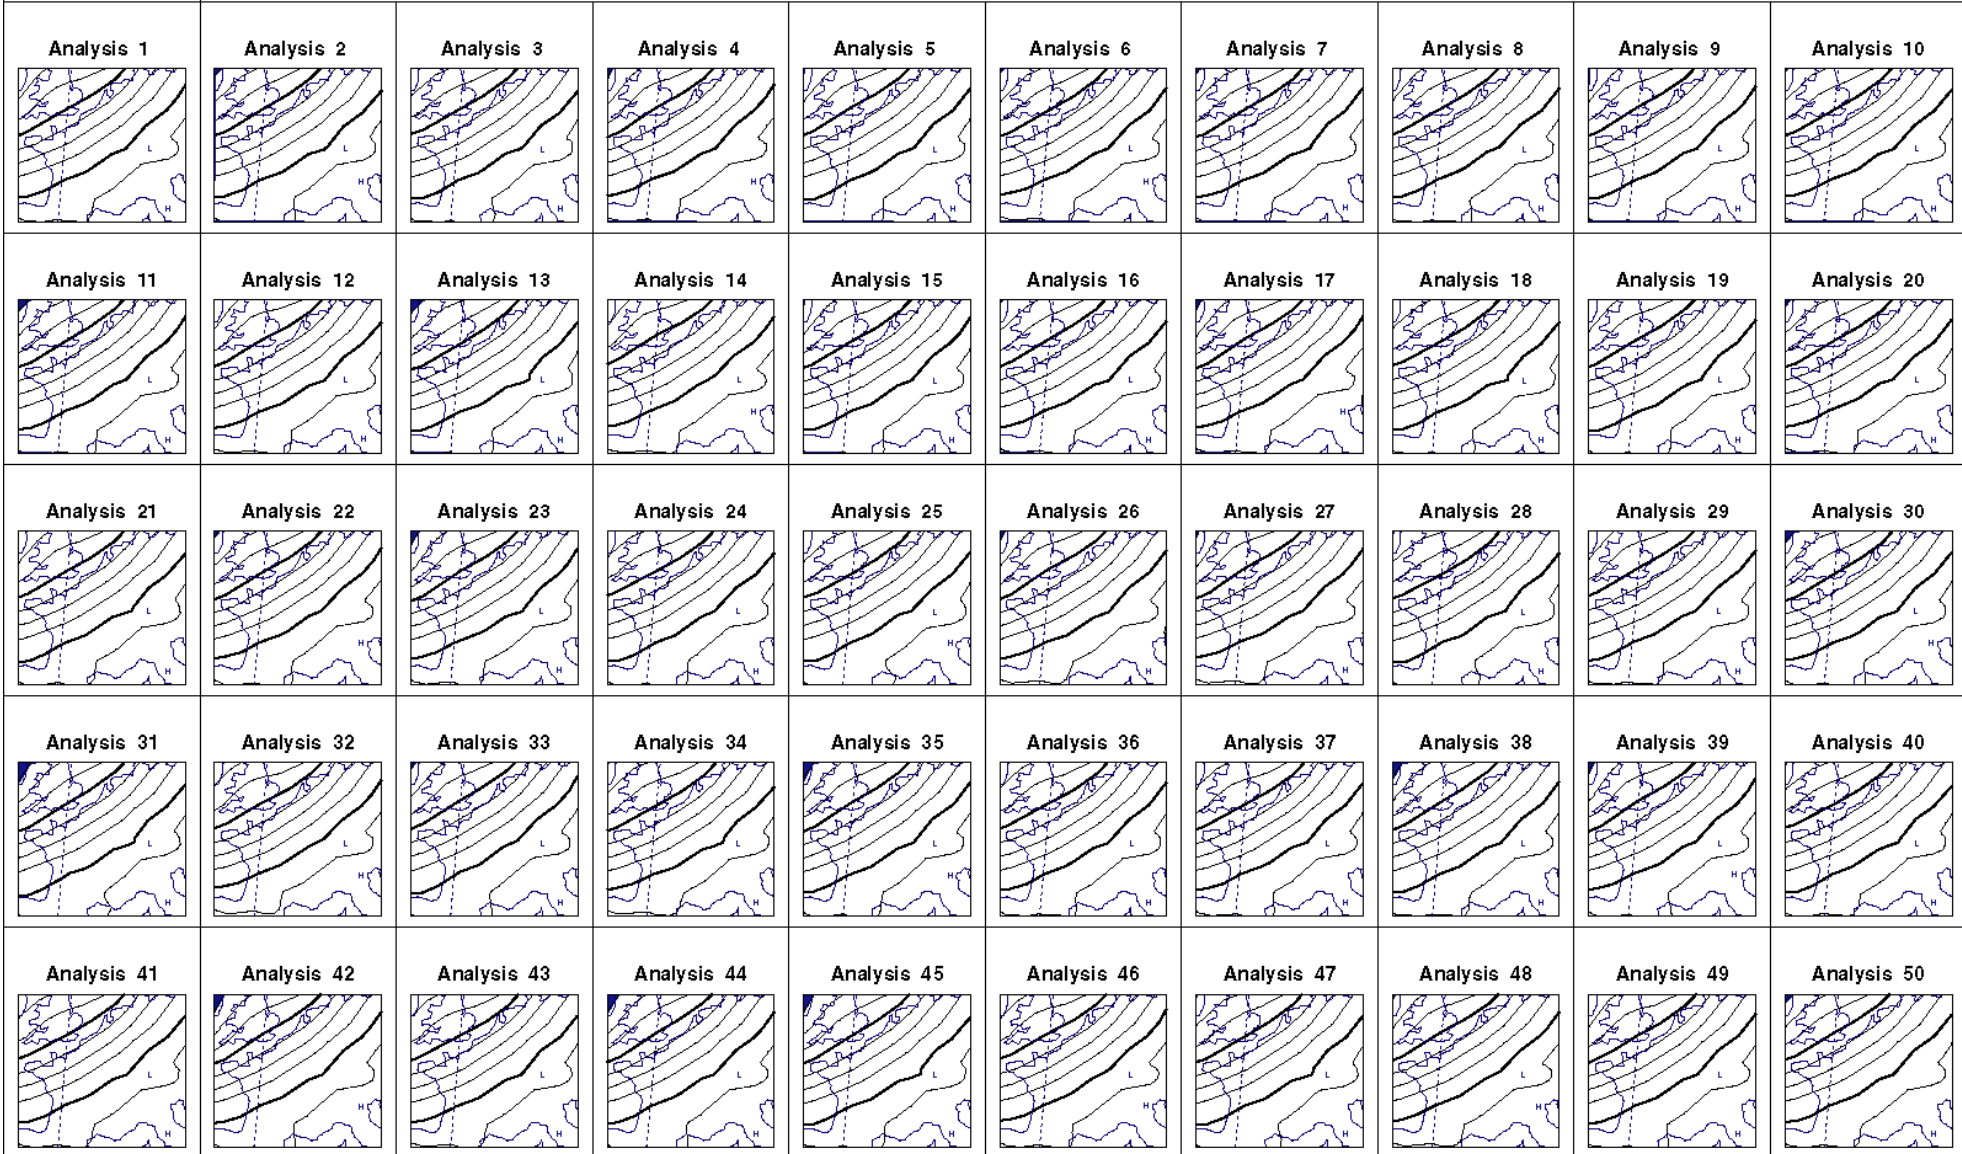 Analysis 1 Analysis 2 Analysis 3 Analysis 4 Analysis 5 Analysis 6 Analysis 7 Analysis 8 Analysis 9 Analysis 10
L L L L L L L L L L
H H
H H H H H H H H
Analysis 11 Analysis 12 Analysis 13 Analysis 14 Analysis 15 Analysis 16 Analysis 17 Analysis 18 Analysis 19 Analysis 20
L L L L L L L L L L
H H
H H H H H H H H
Analysis 21 Analysis 22 Analysis 23 Analysis 24 Analysis 25 Analysis 26 Analysis 27 Analysis 28 Analysis 29 Analysis 30
L L L L L L L L L L
H H H H
H H H H H H
Analysis 31 Analysis 32 Analysis 33 Analysis 34 Analysis 35 Analysis 36 Analysis 37 Analysis 38 Analysis 39 Analysis 40
L L L L L L L L L L
H H
H H H H H H H H
Analysis 41 Analysis 42 Analysis 43 Analysis 44 Analysis 45 Analysis 46 Analysis 47 Analysis 48 Analysis 49 Analysis 50
L L L L L L L L L L
H H H
H H H H H H H